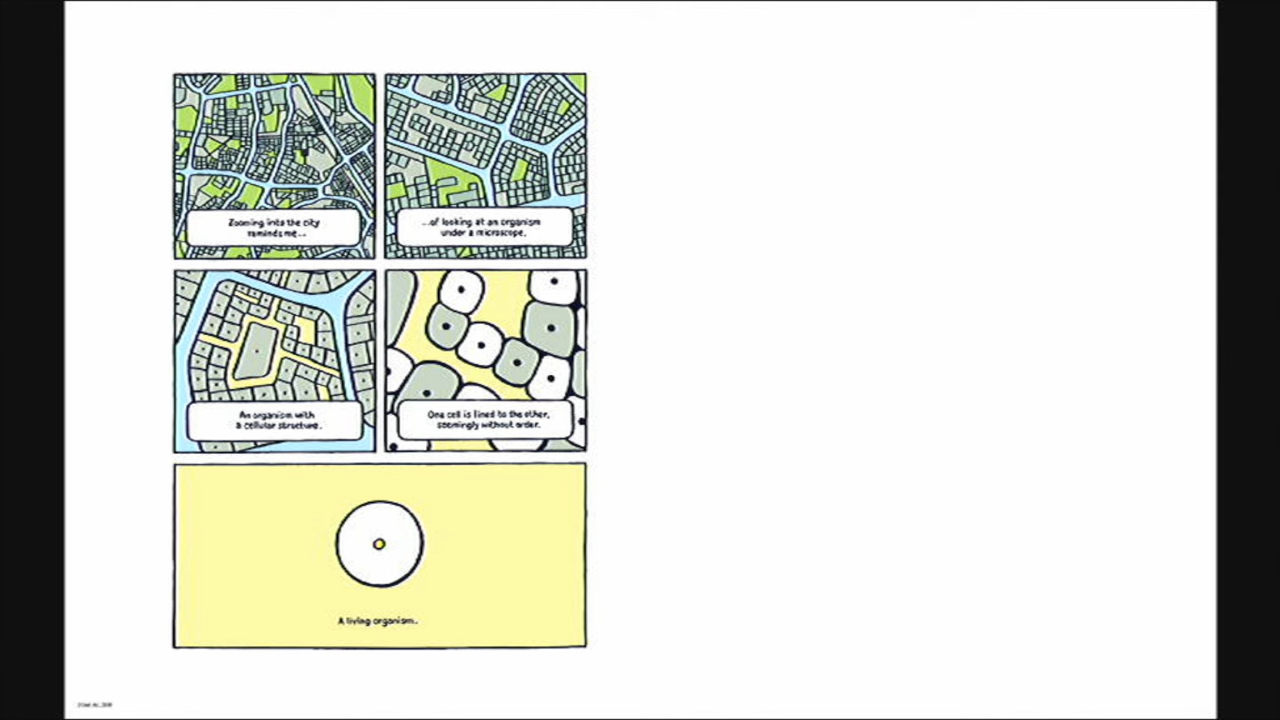 Zooming into the city
reminds me...
...of looking at an organism
under a microscope.
An organism with
a cellular structure.
One cell is lined to the other,
seemingly without order.
A living organism.